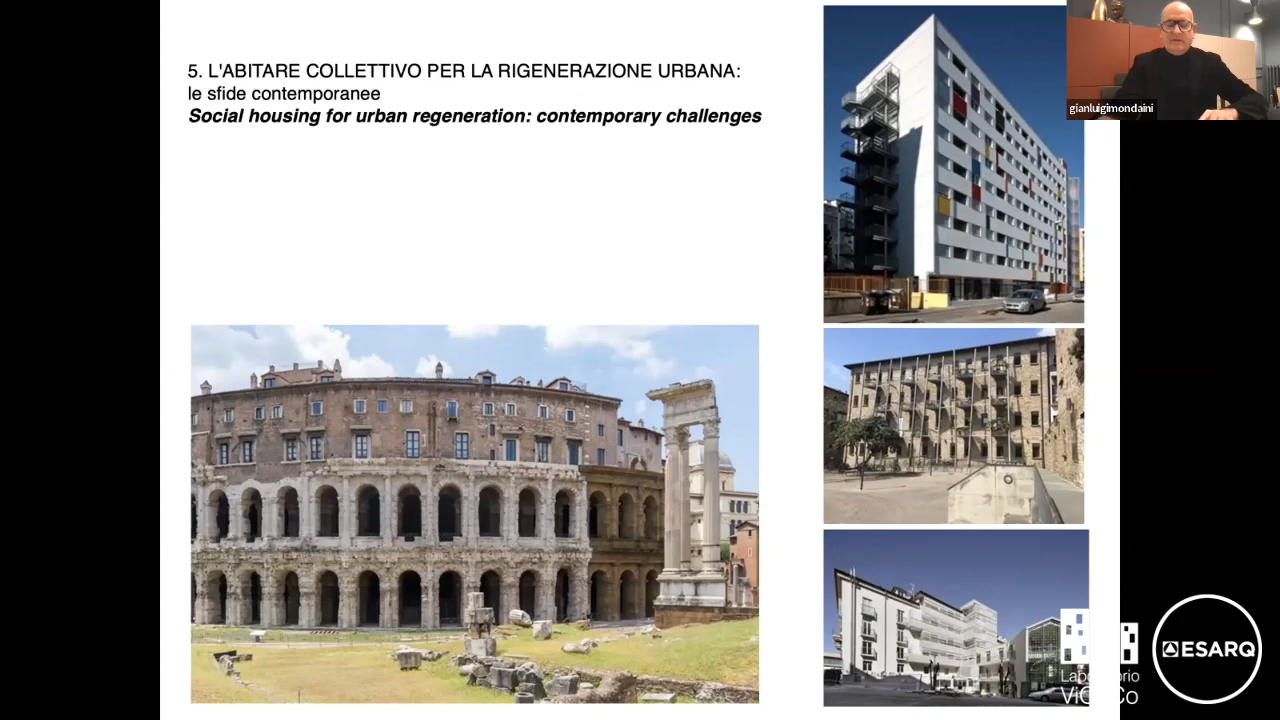 5. L'ABITARE COLLETTIVO PER LA RIGENERAZIONE URBANA:
le sfide contemporanee
Social housing for urban regeneration: contemporary challenges
gianluigimondaini
ESARQ